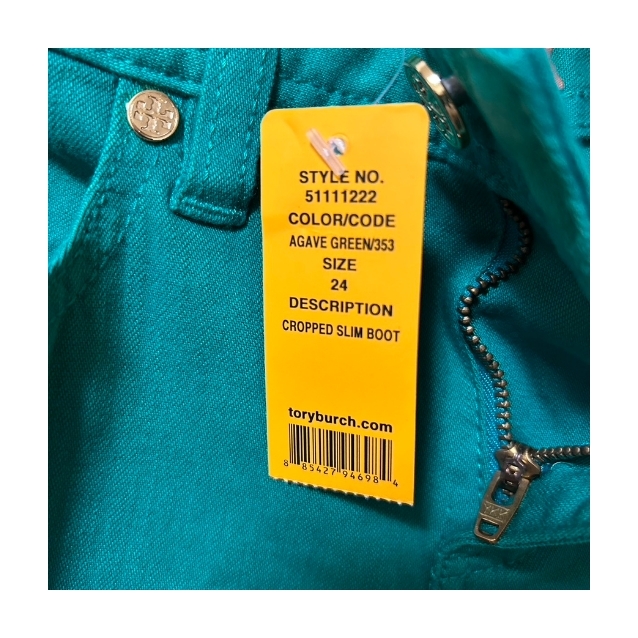 STYLE NO.
51111222
COLOR/CODE
AGAVE GREEN/353
SIZE
24
DESCRIPTION
CROPPED SLIM BOOT
toryburch.com
8 85427 94698 4
YKK